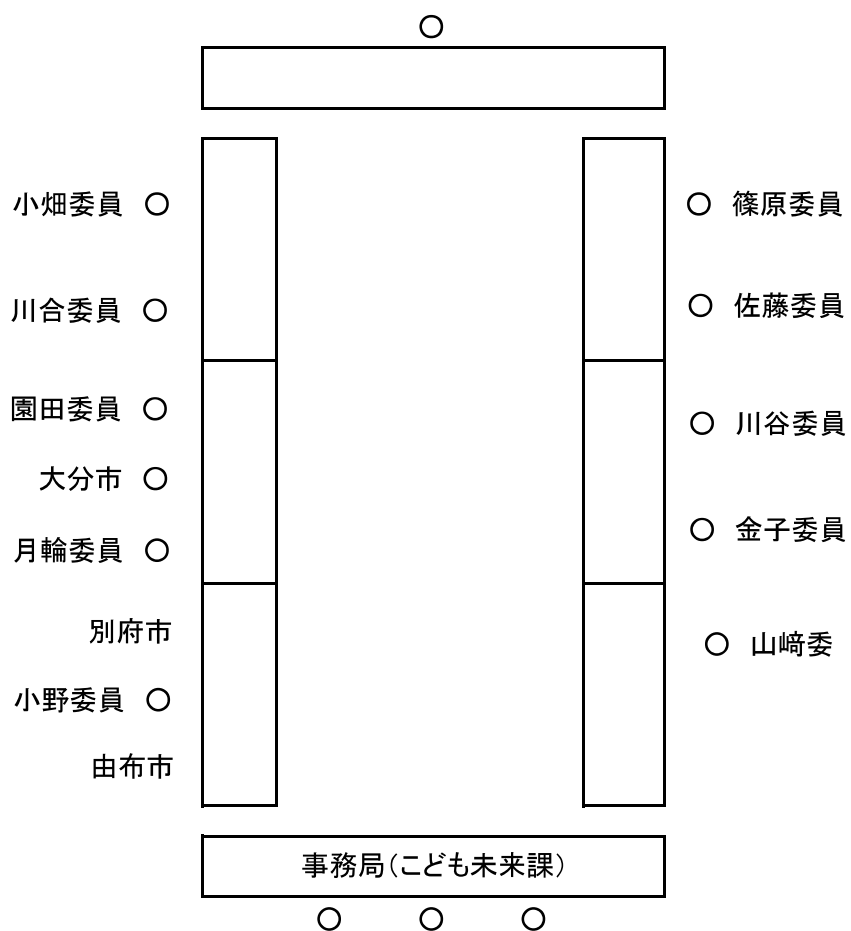 小畑委員
川合委員
園田委員
大分市
月輪委員
別府市
小野委員
由布市
篠原委員
佐藤委員
川谷委員
金子委員
山﨑委
事務局(こども未来課)